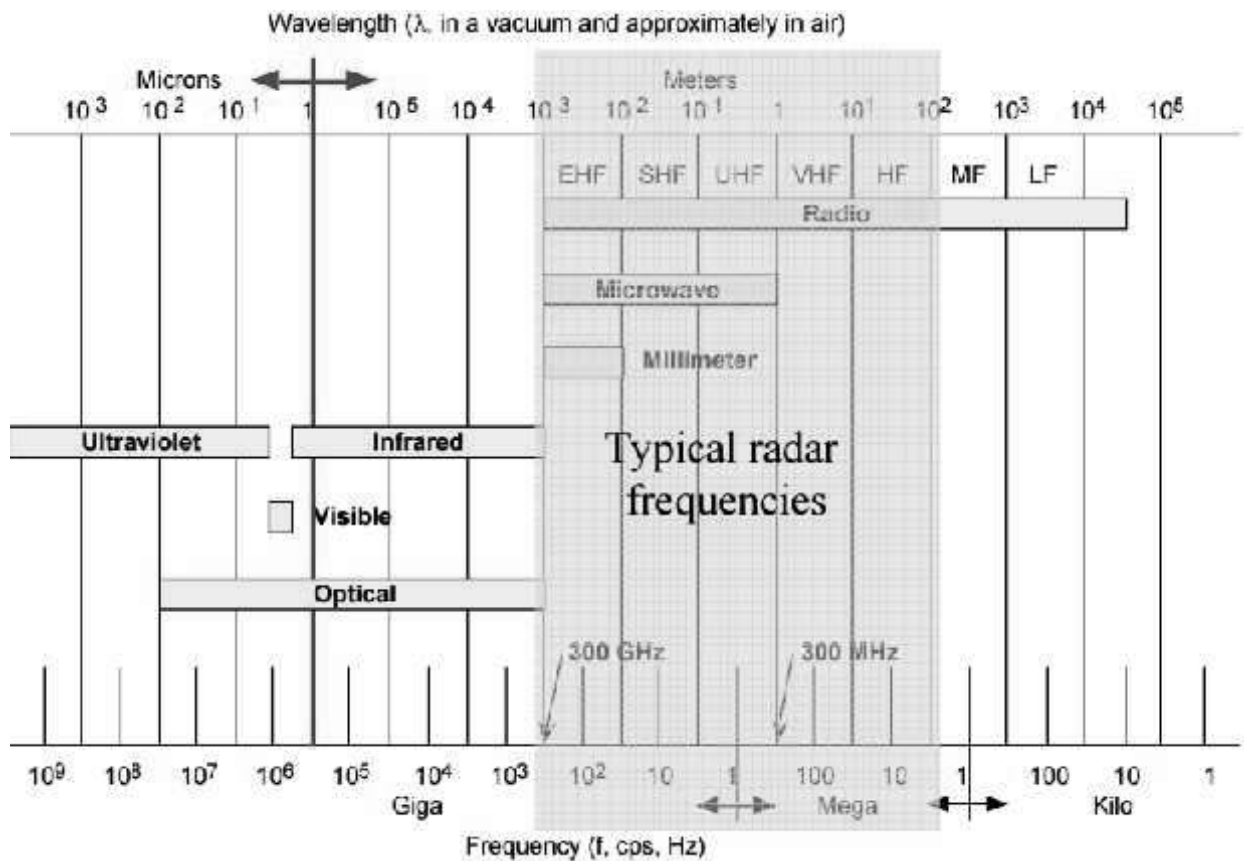 Wavelength (λ, in a vacuum and approximately in air)
Microns Meters
10³ 10² 10¹ 1 10⁵ 10⁴ 10³ 10² 10¹ 1 10¹ 10² 10³ 10⁴ 10⁵
EHF SHF UHF VHF HF MF LF
Radio
Microwave
Millimeter
Ultraviolet Infrared
Typical radar
frequencies
Visible
Optical
300 GHz 300 MHz
10⁹ 10⁸ 10⁷ 10⁶ 10⁵ 10⁴ 10³ 10² 10 1 100 10 1 100 10 1
Giga Mega Kilo
Frequency (f, cps, Hz)